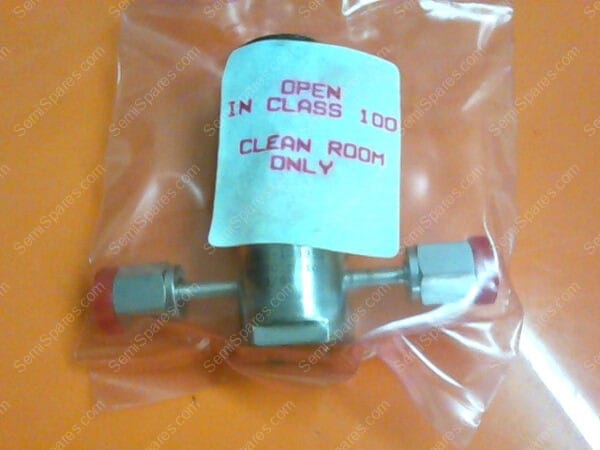 OPEN
IN CLASS 100
CLEAN ROOM
ONLY
SemiSpares.com